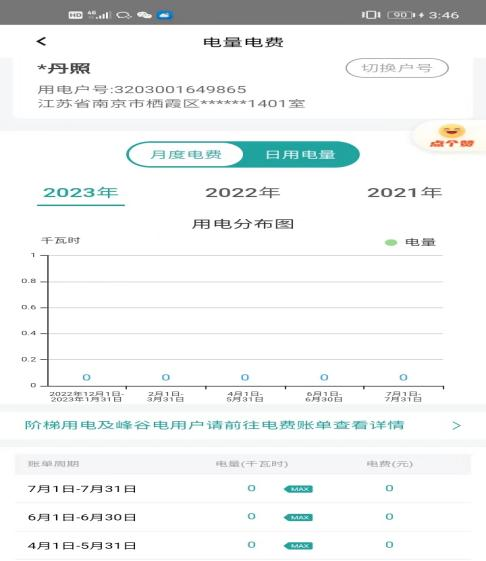 HD 4G 90 3:46
< 电量电费
*丹照 切换户号
用电户号:3203001649865
江苏省南京市栖霞区******1401室
点个赞
月度电费 日用电量
2023年 2022年 2021年
用电分布图
千瓦时 电量
1
0.8
0.6
0.4
0.2
0
0 0 0 0 0
2022年12月1日- 2月1日- 4月1日- 6月1日- 7月1日-
2023年1月31日 3月31日 5月31日 6月30日 7月31日
阶梯用电及峰谷电用户请前往电费账单查看详情 >
账单周期 电量(千瓦时) 电费(元)
7月1日-7月31日 0 MAX 0
6月1日-6月30日 0 MAX 0
4月1日-5月31日 0 MAX 0